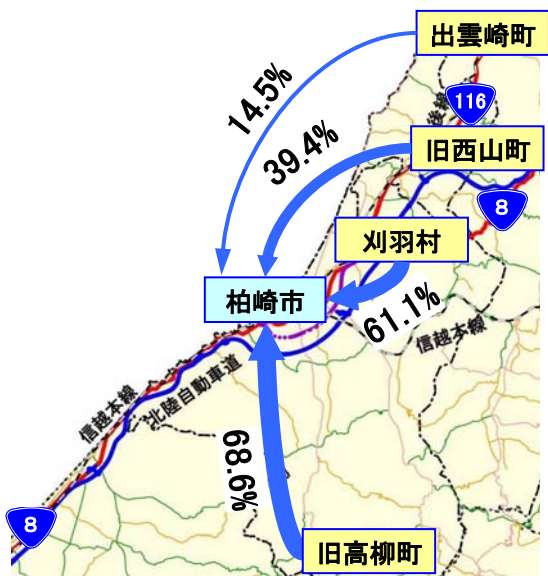 出雲崎町
116
後線
14.5%
39.4%
旧西山町
8
刈羽村
柏崎市
61.1%
信越本線
信越本線
北陸自動車道
68.6%
8
旧高柳町